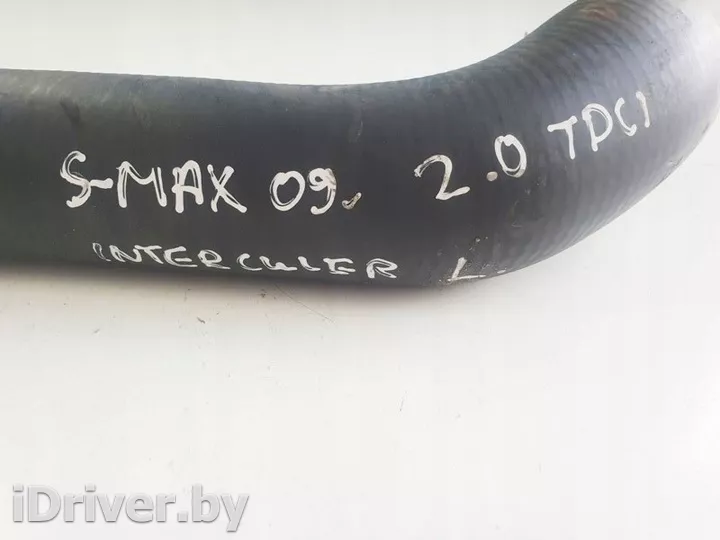 S-MAX 09. 2.0 TDCI
INTERCULER L.
iDriver.by